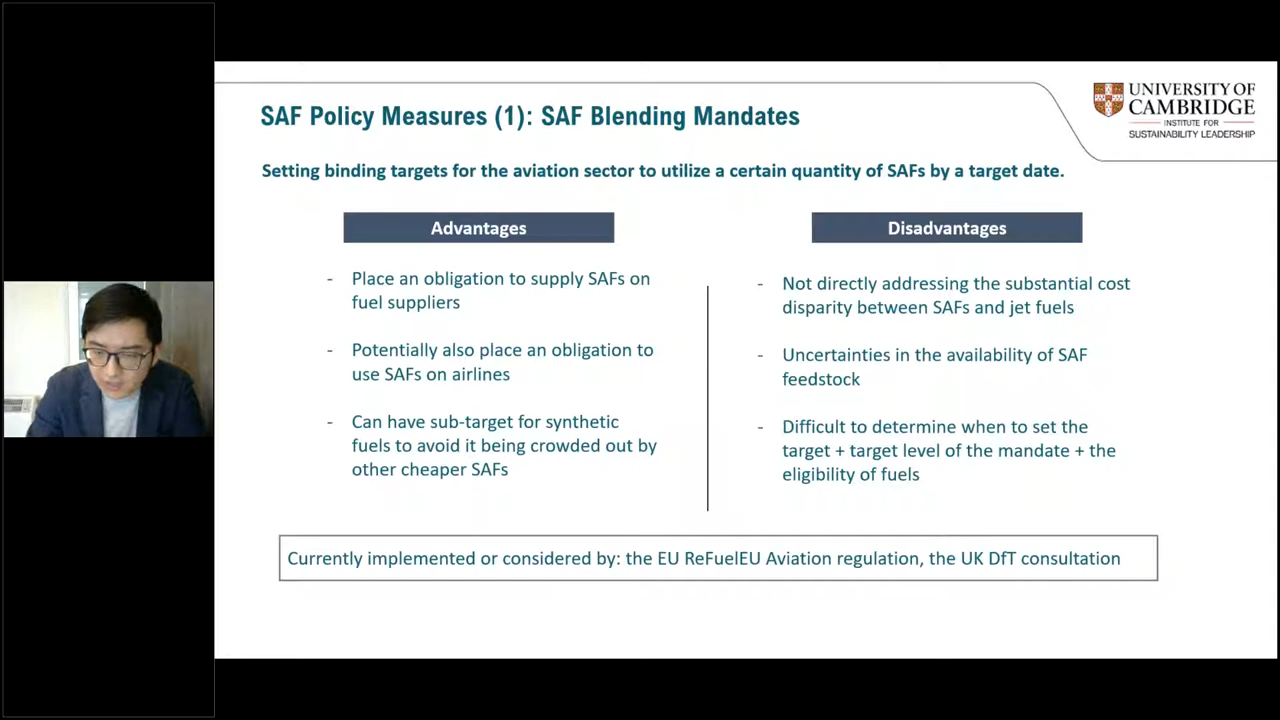 SAF Policy Measures (1): SAF Blending Mandates
UNIVERSITY OF
CAMBRIDGE
INSTITUTE FOR
SUSTAINABILITY LEADERSHIP
Setting binding targets for the aviation sector to utilize a certain quantity of SAFs by a target date.
Advantages
- Place an obligation to supply SAFs on
fuel suppliers
- Potentially also place an obligation to
use SAFs on airlines
- Can have sub-target for synthetic
fuels to avoid it being crowded out by
other cheaper SAFs
Disadvantages
- Not directly addressing the substantial cost
disparity between SAFs and jet fuels
- Uncertainties in the availability of SAF
feedstock
- Difficult to determine when to set the
target + target level of the mandate + the
eligibility of fuels
Currently implemented or considered by: the EU ReFuelEU Aviation regulation, the UK DfT consultation